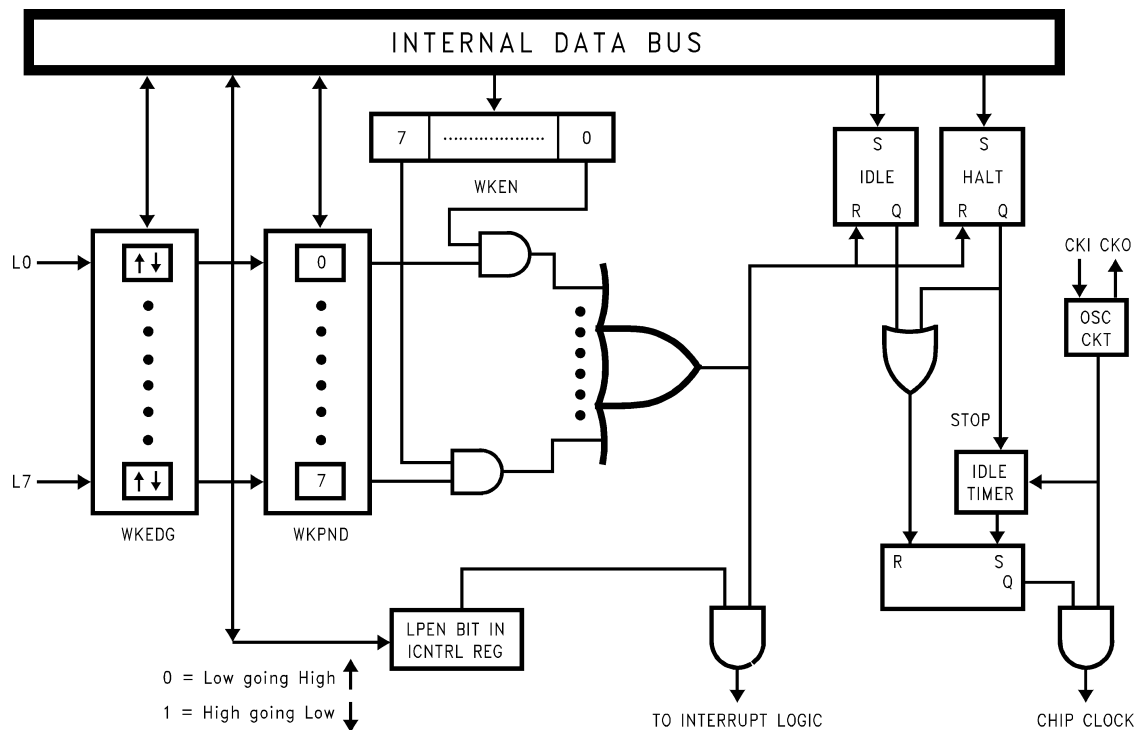 INTERNAL DATA BUS
7 ................... 0
WKEN
S
IDLE
R Q
S
HALT
R Q
CKI CKO
OSC
CKT
L0
0
L7
7
WKEDG
WKPND
STOP
IDLE
TIMER
R S
Q
LPEN BIT IN
ICNTRL REG
0 = Low going High
1 = High going Low
TO INTERRUPT LOGIC
CHIP CLOCK